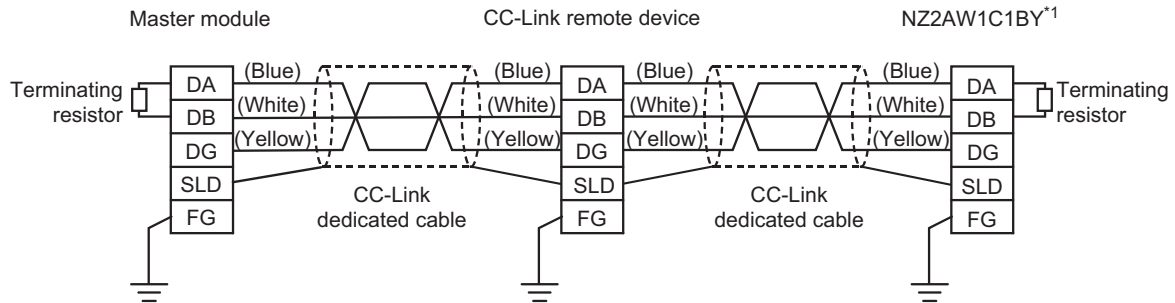 Master module
CC-Link remote device
NZ2AW1C1BY*1
Terminating
resistor
DA
(Blue)
(Blue)
DA
(Blue)
(Blue)
DA
Terminating
resistor
DB
(White)
(White)
DB
(White)
(White)
DB
DG
(Yellow)
(Yellow)
DG
(Yellow)
(Yellow)
DG
SLD
SLD
SLD
CC-Link
dedicated cable
CC-Link
dedicated cable
FG
FG
FG